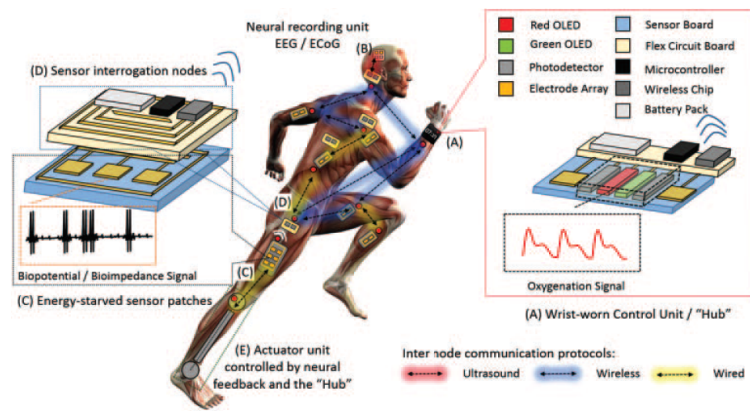 Neural recording unit
EEG / ECoG
(B)
(D) Sensor interrogation nodes
Red OLED
Green OLED
Photodetector
Electrode Array
Sensor Board
Flex Circuit Board
Microcontroller
Wireless Chip
Battery Pack
(A)
(D)
(C)
Biopotential / Bioimpedance Signal
(C) Energy-starved sensor patches
Oxygenation Signal
(A) Wrist-worn Control Unit / “Hub”
(E) Actuator unit
controlled by neural
feedback and the “Hub”
Inter node communication protocols:
Ultrasound
Wireless
Wired